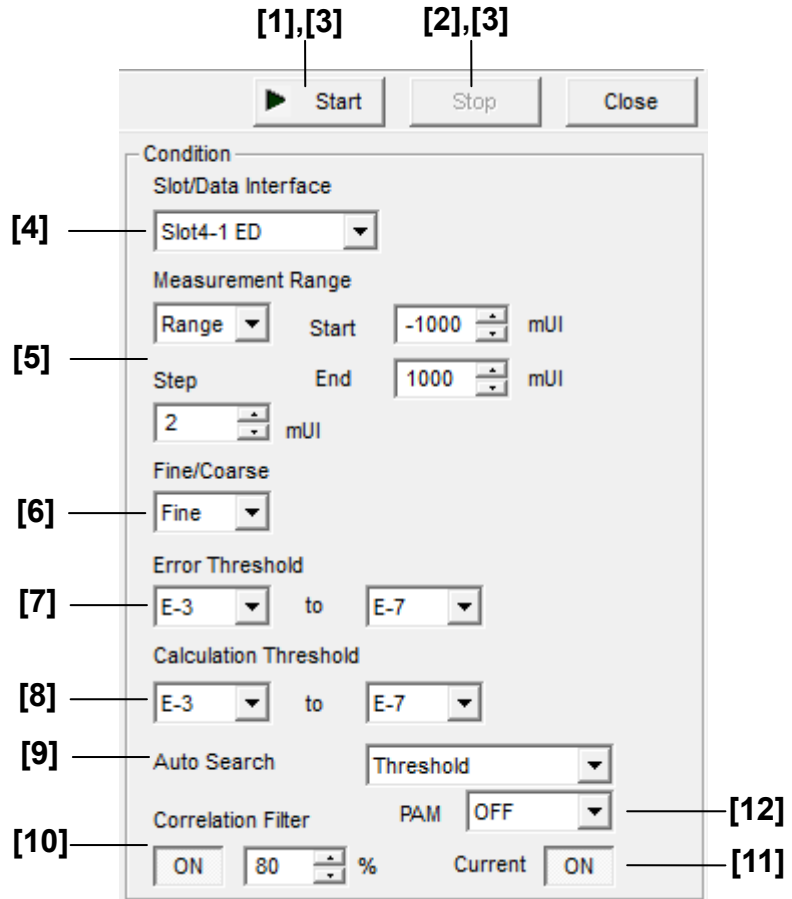 [1],[3] [2],[3]
Start Stop Close
Condition
Slot/Data Interface
[4] Slot4-1 ED
Measurement Range
Range Start -1000 mUI
[5]
Step End 1000 mUI
2 mUI
Fine/Coarse
[6] Fine
Error Threshold
[7] E-3 to E-7
Calculation Threshold
[8] E-3 to E-7
[9] Auto Search Threshold
Correlation Filter PAM OFF [12]
[10] ON 80 % Current ON [11]